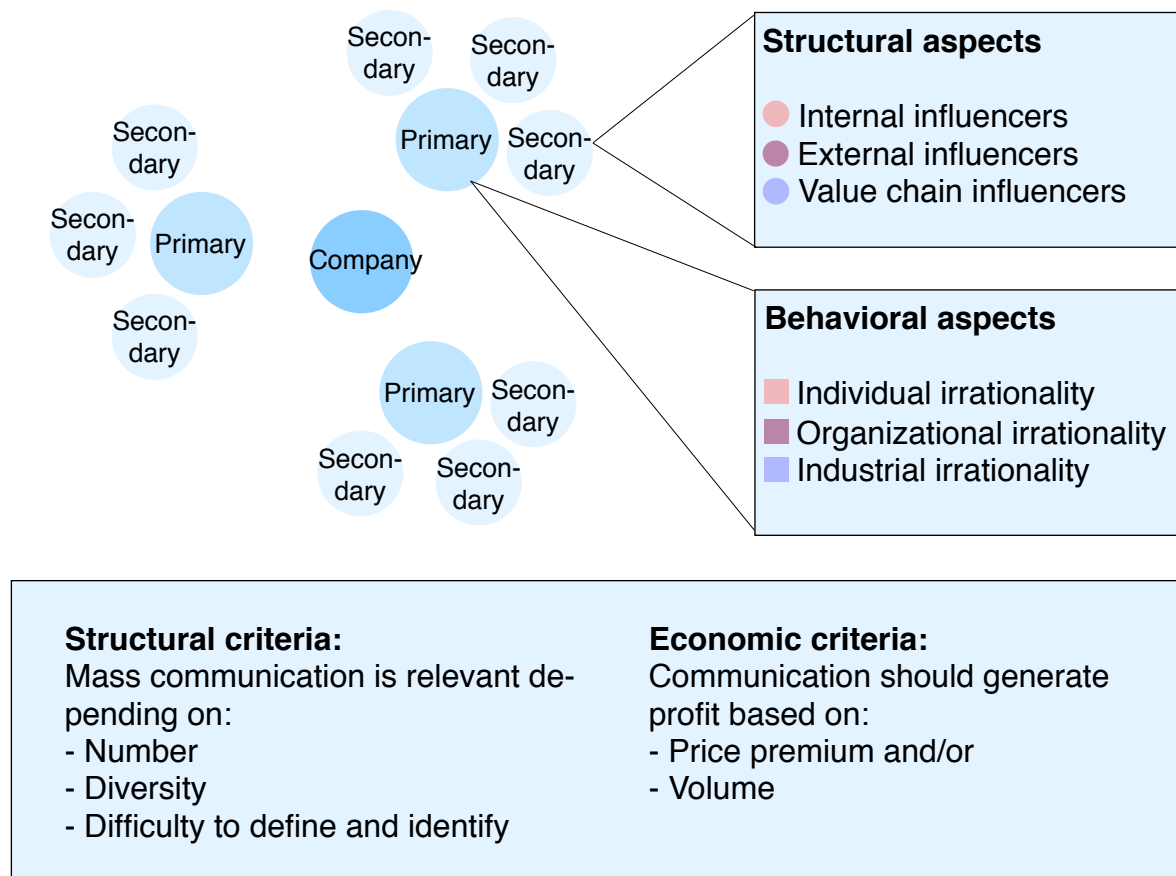 Secon-
dary
Secon-
dary
Primary
Secon-
dary
Secon-
dary
Secon-
dary
Primary
Secon-
dary
Company
Primary
Secon-
dary
Secon-
dary
Secon-
dary
Structural aspects
Internal influencers
External influencers
Value chain influencers
Behavioral aspects
Individual irrationality
Organizational irrationality
Industrial irrationality
Structural criteria:
Mass communication is relevant de-
pending on:
- Number
- Diversity
- Difficulty to define and identify
Economic criteria:
Communication should generate
profit based on:
- Price premium and/or
- Volume